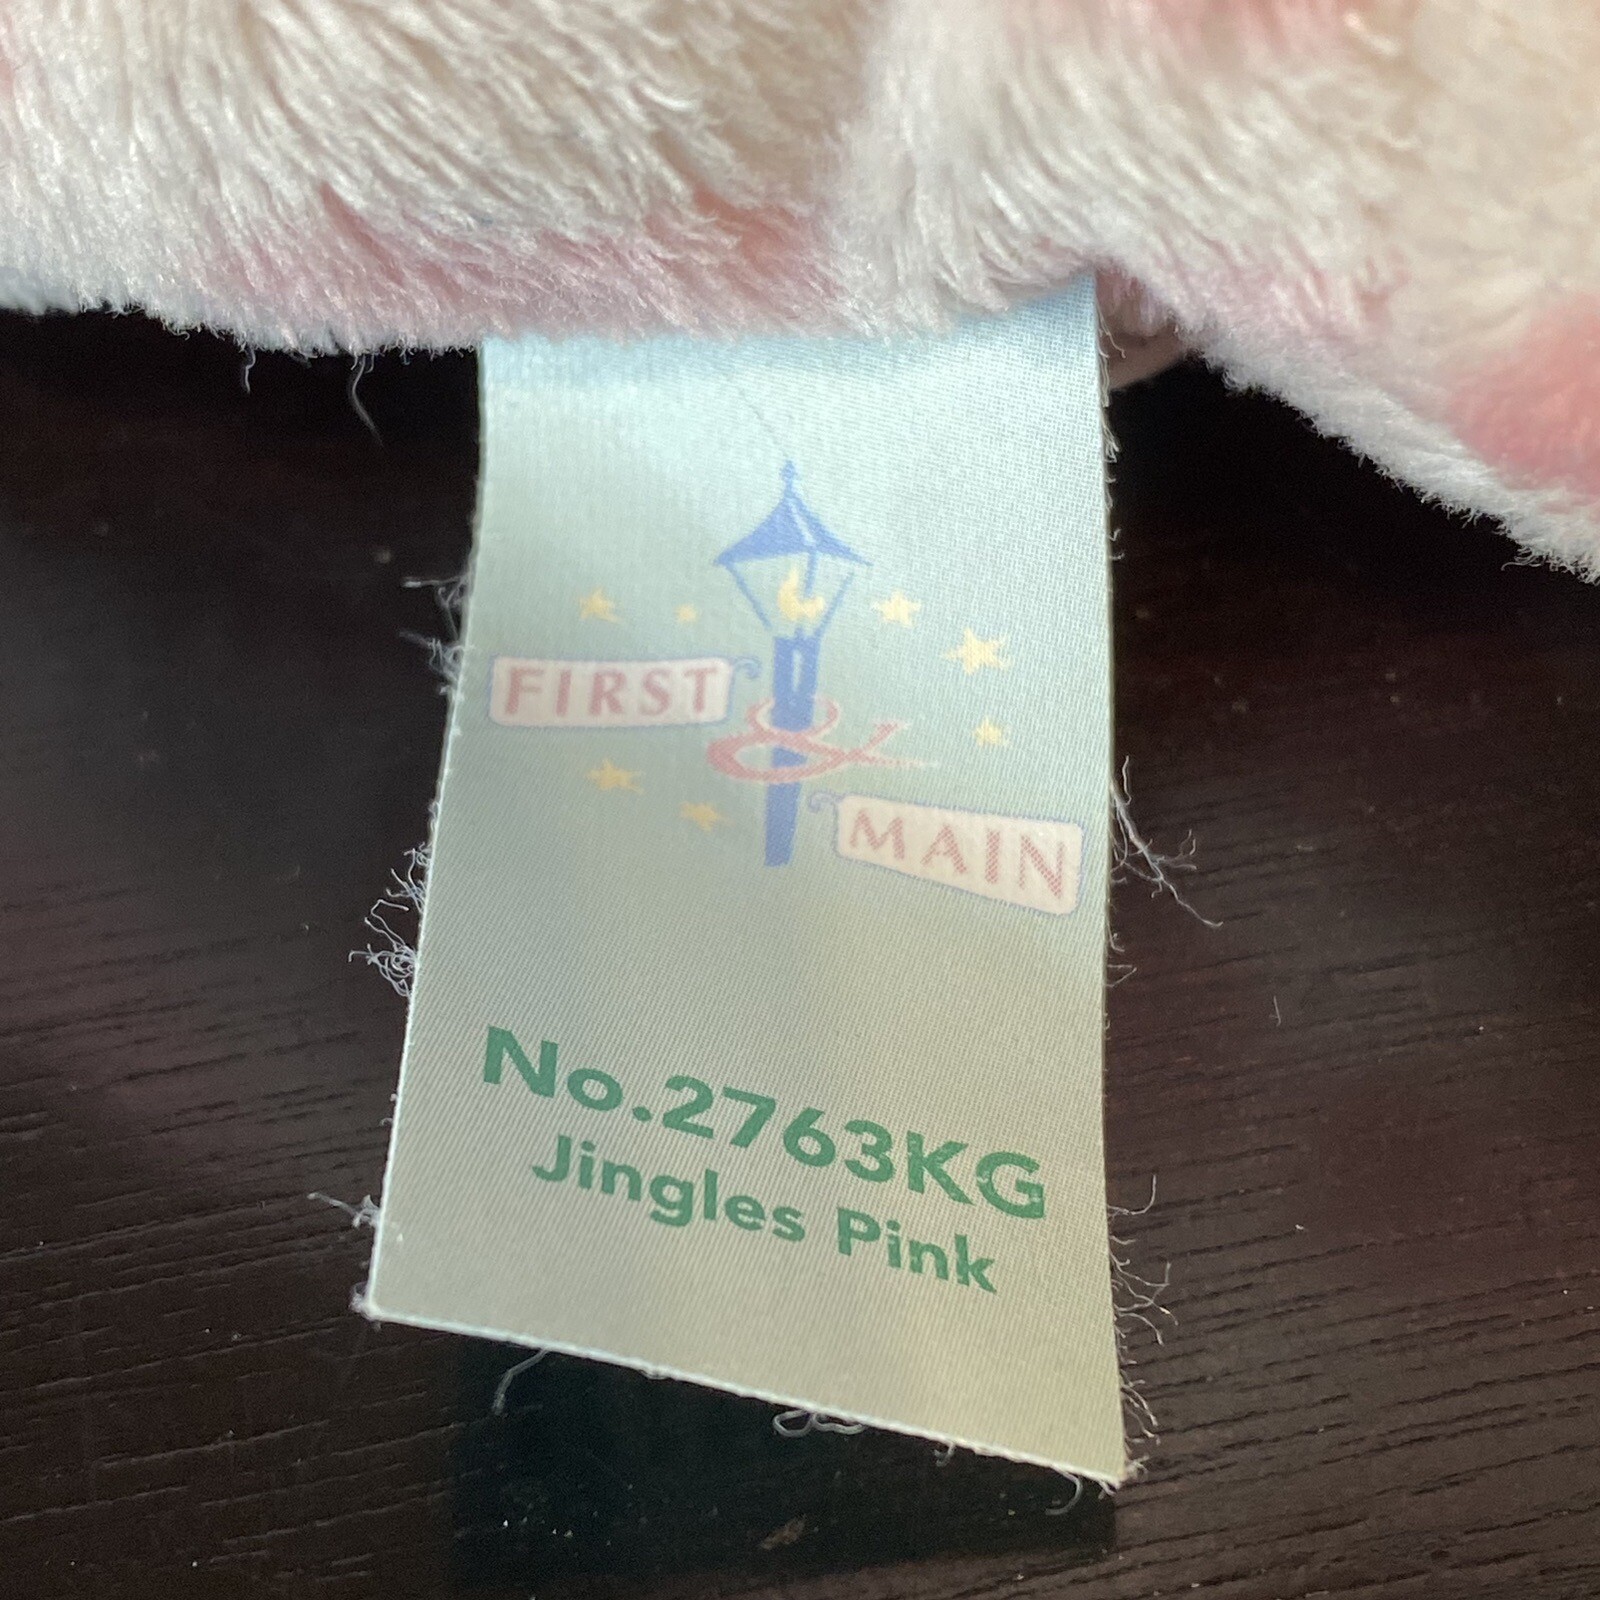 FIRST
&
MAIN
No.2763KG
Jingles Pink